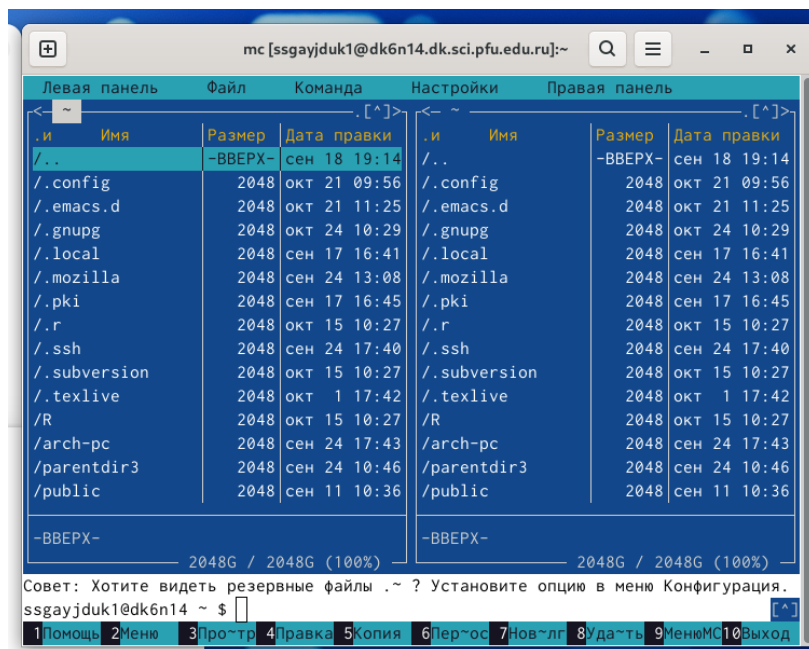 mc [ssgayjduk1@dk6n14.dk.sci.pfu.edu.ru]:~
Левая панель Файл Команда Настройки Правая панель
<─ ~ ─.[^]>┐ ┌<─ ~ ─.[^]>
.и Имя Размер Дата правки .и Имя Размер Дата правки
/.. -ВВЕРХ- сен 18 19:14 /.. -ВВЕРХ- сен 18 19:14
/.config 2048 окт 21 09:56 /.config 2048 окт 21 09:56
/.emacs.d 2048 окт 21 11:25 /.emacs.d 2048 окт 21 11:25
/.gnupg 2048 окт 24 10:29 /.gnupg 2048 окт 24 10:29
/.local 2048 сен 17 16:41 /.local 2048 сен 17 16:41
/.mozilla 2048 сен 24 13:08 /.mozilla 2048 сен 24 13:08
/.pki 2048 сен 17 16:45 /.pki 2048 сен 17 16:45
/.r 2048 окт 15 10:27 /.r 2048 окт 15 10:27
/.ssh 2048 сен 24 17:40 /.ssh 2048 сен 24 17:40
/.subversion 2048 окт 15 10:27 /.subversion 2048 окт 15 10:27
/.texlive 2048 окт 1 17:42 /.texlive 2048 окт 1 17:42
/R 2048 окт 15 10:27 /R 2048 окт 15 10:27
/arch-pc 2048 сен 24 17:43 /arch-pc 2048 сен 24 17:43
/parentdir3 2048 сен 24 10:46 /parentdir3 2048 сен 24 10:46
/public 2048 сен 11 10:36 /public 2048 сен 11 10:36
-ВВЕРХ- -ВВЕРХ-
2048G / 2048G (100%) 2048G / 2048G (100%)
Совет: Хотите видеть резервные файлы .~ ? Установите опцию в меню Конфигурация.
ssgayjduk1@dk6n14 ~ $ [^]
1Помощь 2Меню 3Про~тр 4Правка 5Копия 6Пер~ос 7Нов~лг 8Уда~ть 9МенюMC 10Выход